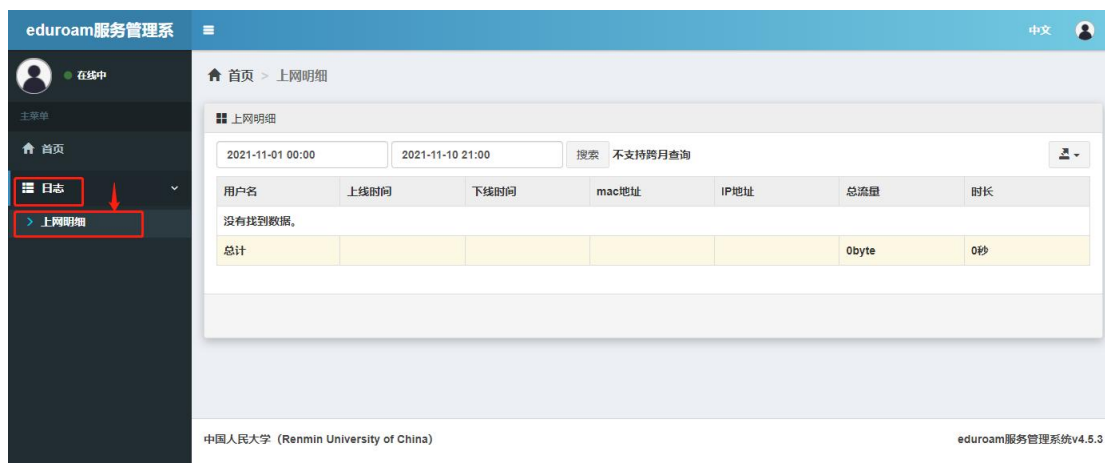 eduroam服务管理系
中文
在线中
首页 > 上网明细
主菜单
上网明细
首页
2021-11-01 00:00 2021-11-10 21:00 搜索 不支持跨月查询
日志
用户名 上线时间 下线时间 mac地址 IP地址 总流量 时长
> 上网明细
没有找到数据。
总计 0byte 0秒
中国人民大学（Renmin University of China） eduroam服务管理系统v4.5.3